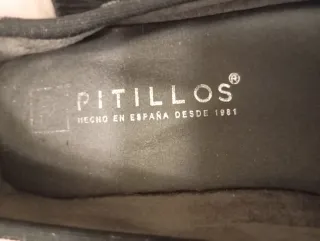 PITILLOS®
HECHO EN ESPAÑA DESDE 1981